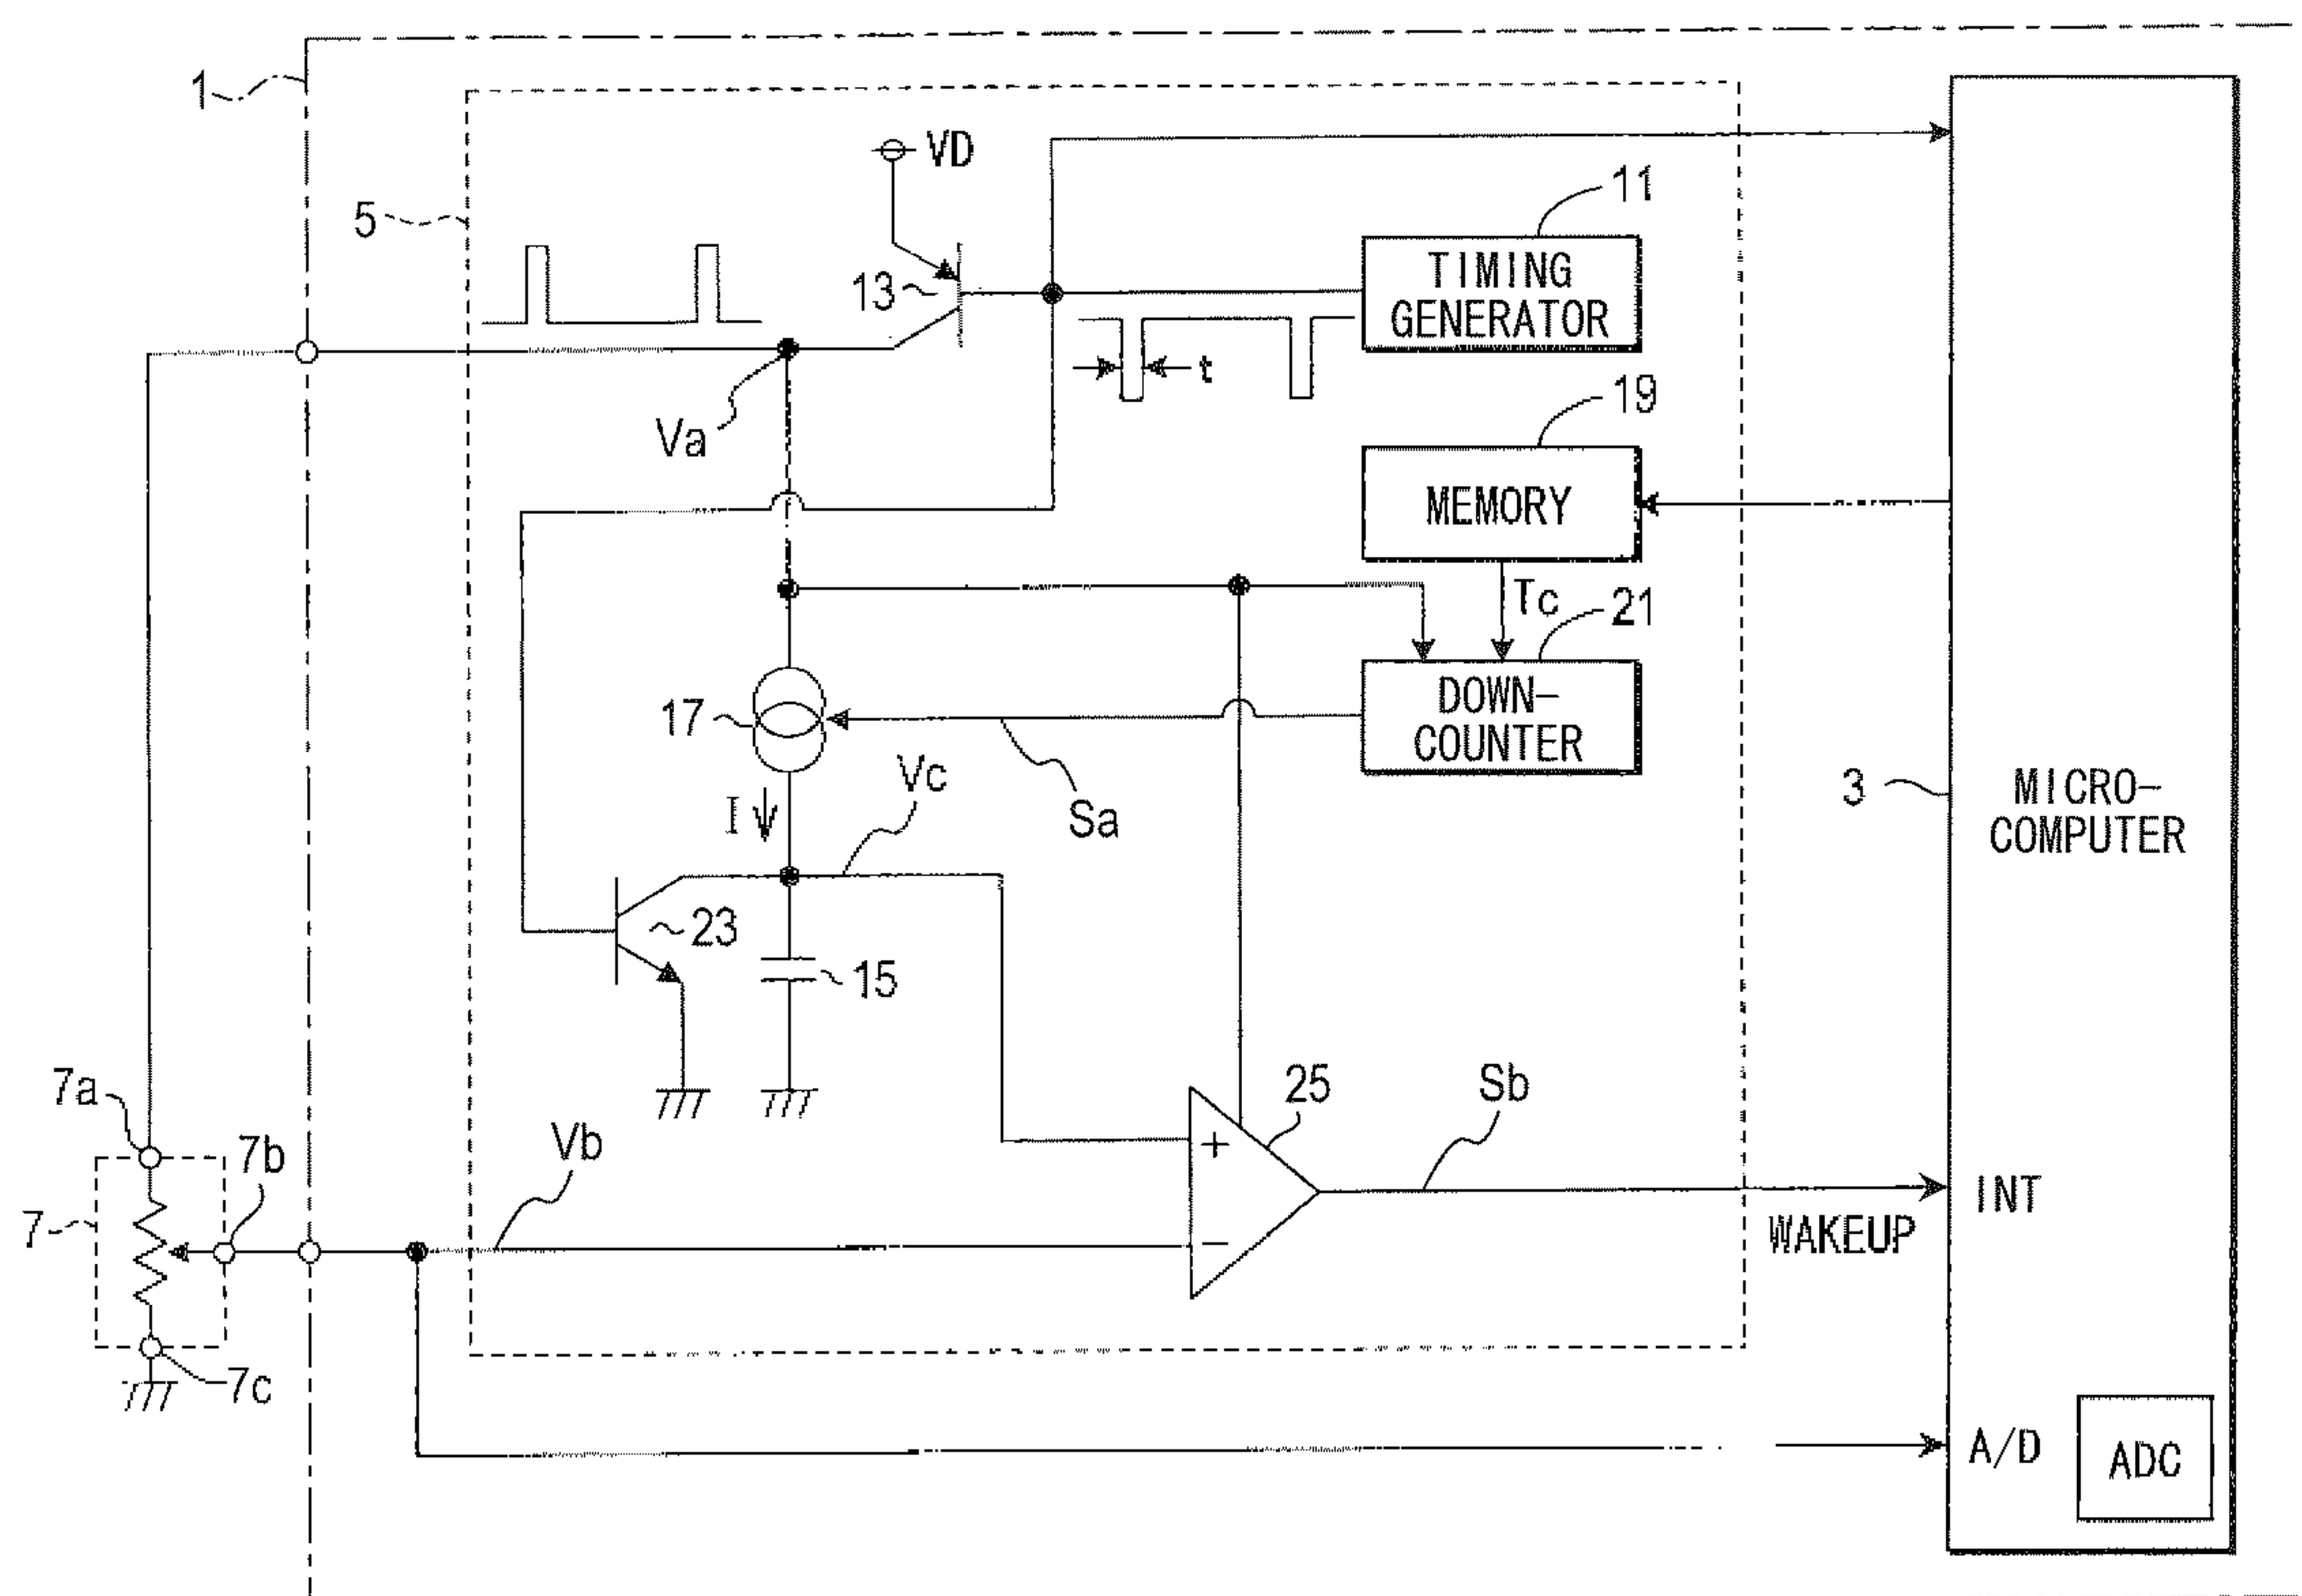 1
VD
5
11
TIMING
GENERATOR
13
t
Va
19
MEMORY
Tc
21
DOWN-
COUNTER
17
Vc
I
Sa
3
MICRO-
COMPUTER
23
15
7a
7b
Vb
25
Sb
+
−
INT
WAKEUP
7
7c
A/D
ADC